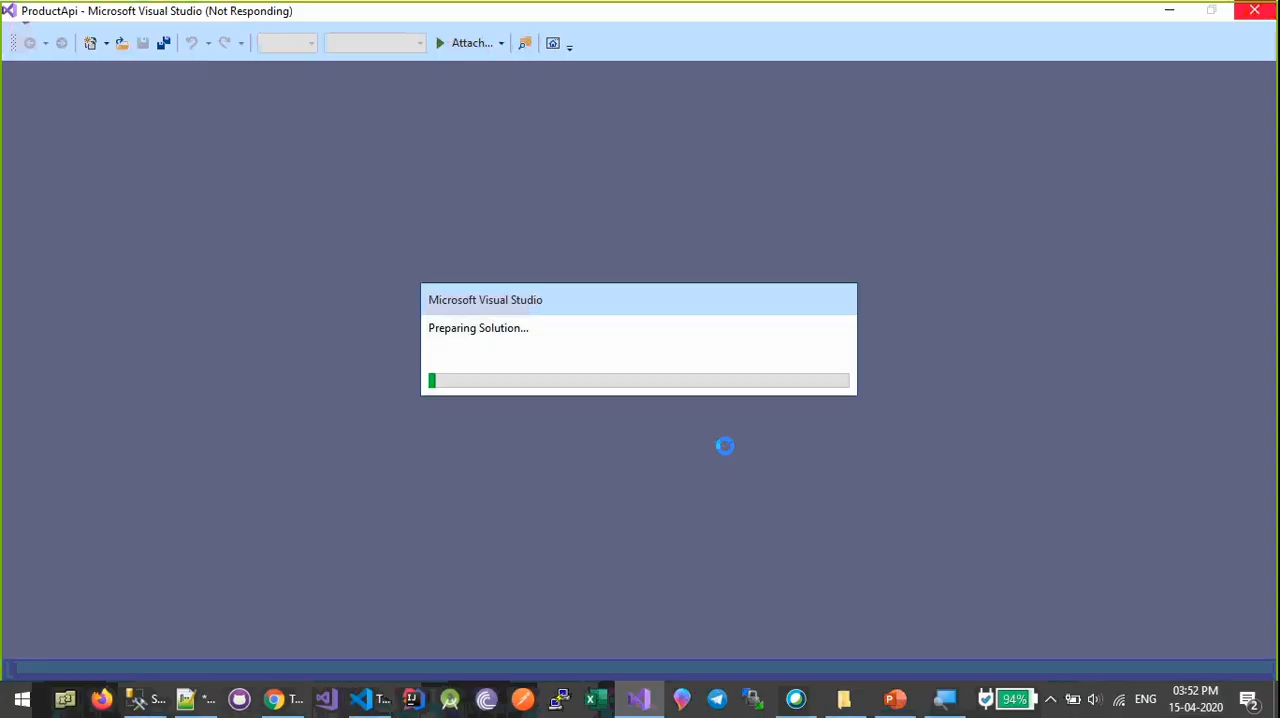 ProductApi - Microsoft Visual Studio (Not Responding)
Attach...
Microsoft Visual Studio
Preparing Solution...
S...
"...
T...
T...
94%
ENG
03:52 PM
15-04-2020
2